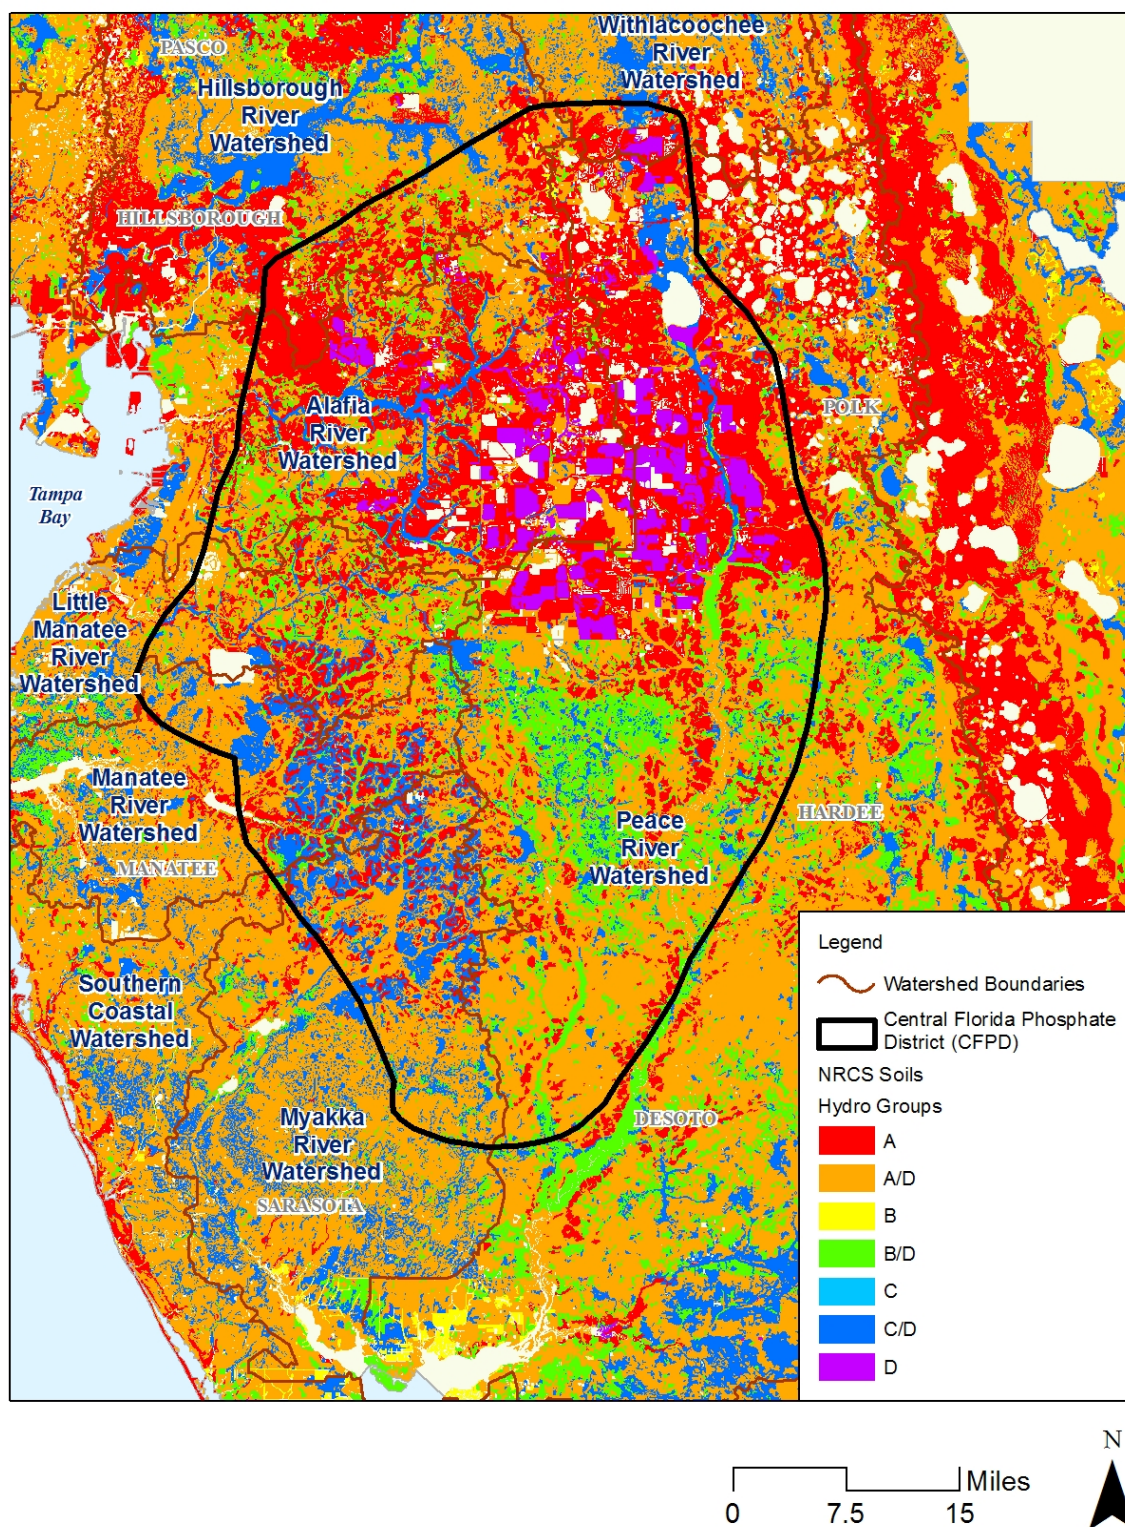 Withlacoochee
River
Watershed
PASCO
Hillsborough
River
Watershed
HILLSBOROUGH
Alafia
River
Watershed
POLK
Tampa
Bay
Little
Manatee
River
Watershed
Manatee
River
Watershed
MANATEE
Peace
River
Watershed
HARDEE
Southern
Coastal
Watershed
Myakka
River
Watershed
SARASOTA
DESOTO
Legend
Watershed Boundaries
Central Florida Phosphate
District (CFPD)
NRCS Soils
Hydro Groups
A
A/D
B
B/D
C
C/D
D
N
Miles
0 7.5 15